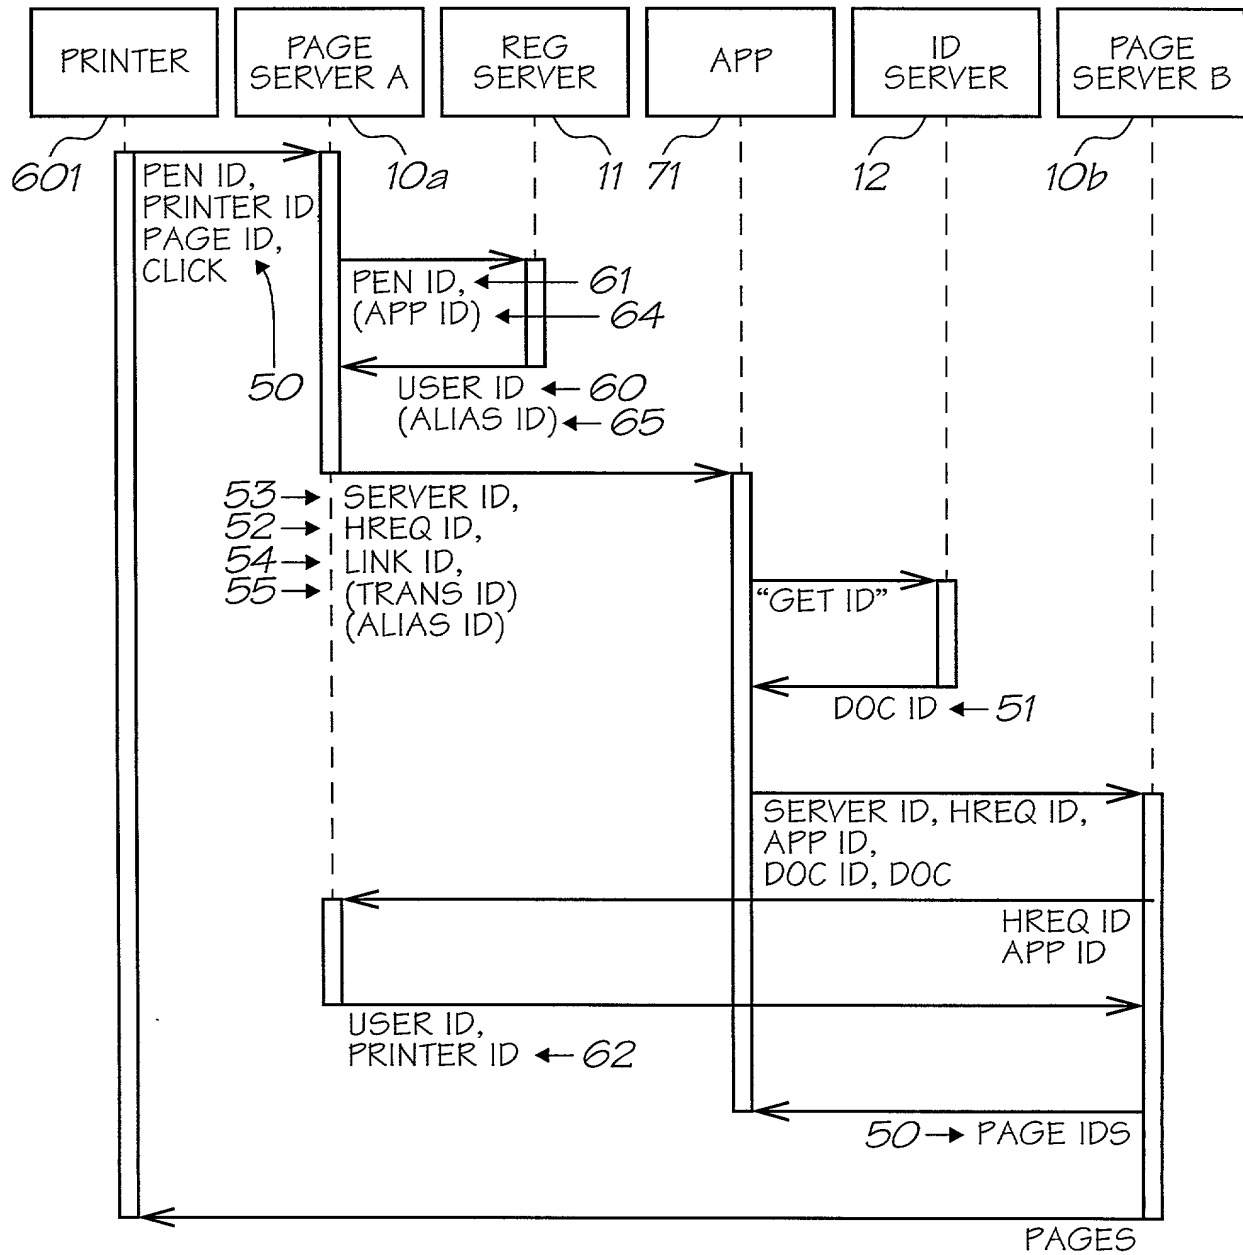 PRINTER
PAGE
SERVER A
REG
SERVER
APP
ID
SERVER
PAGE
SERVER B
601
10a
11
71
12
10b
PEN ID,
PRINTER ID
PAGE ID,
CLICK
50
PEN ID,
61
(APP ID)
64
USER ID
60
(ALIAS ID)
65
53
SERVER ID,
52
HREQ ID,
54
LINK ID,
55
(TRANS ID)
(ALIAS ID)
“GET ID”
DOC ID
51
SERVER ID, HREQ ID,
APP ID,
DOC ID, DOC
HREQ ID
APP ID
USER ID,
PRINTER ID
62
50
PAGE IDS
PAGES